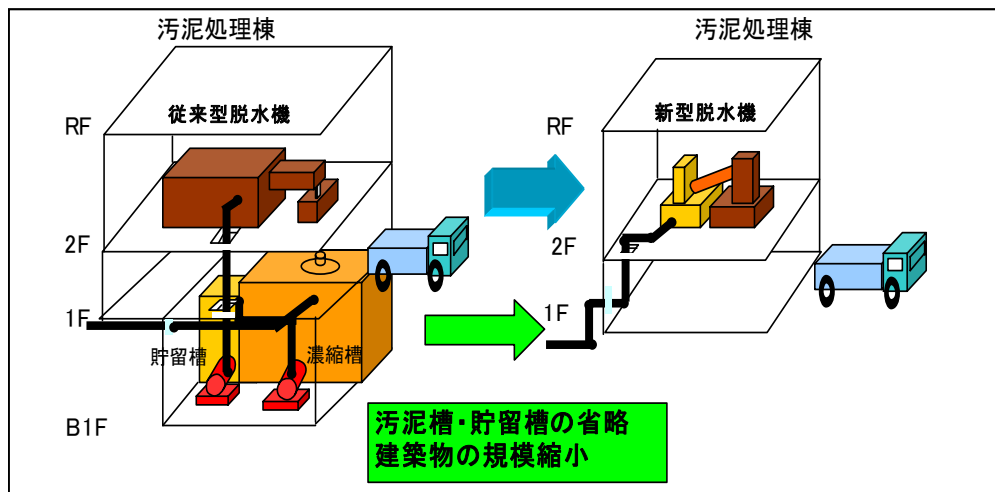 汚泥処理棟
従来型脱水機
RF
2F
1F
貯留槽
濃縮槽
B1F
汚泥処理棟
新型脱水機
RF
2F
1F
汚泥槽・貯留槽の省略
建築物の規模縮小